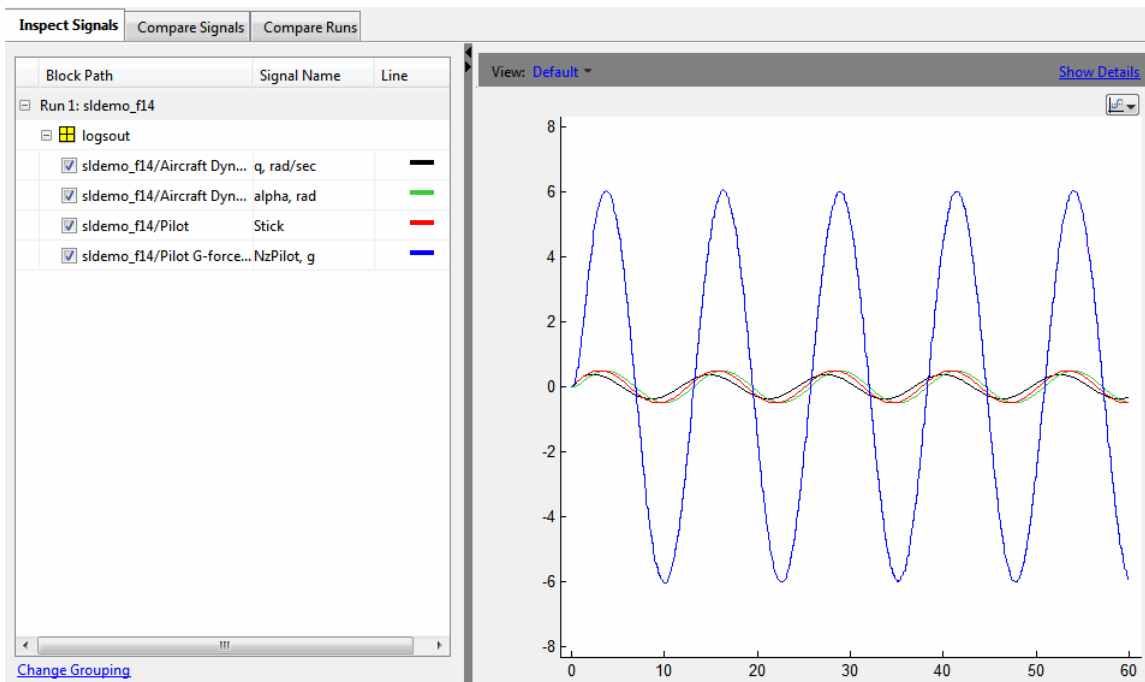 Inspect Signals Compare Signals Compare Runs
Block Path Signal Name Line
Run 1: sldemo_f14
logsout
sldemo_f14/Aircraft Dyn... q, rad/sec
sldemo_f14/Aircraft Dyn... alpha, rad
sldemo_f14/Pilot Stick
sldemo_f14/Pilot G-force... NzPilot, g
Change Grouping
View: Default Show Details
8
6
4
2
0
-2
-4
-6
-8
0 10 20 30 40 50 60